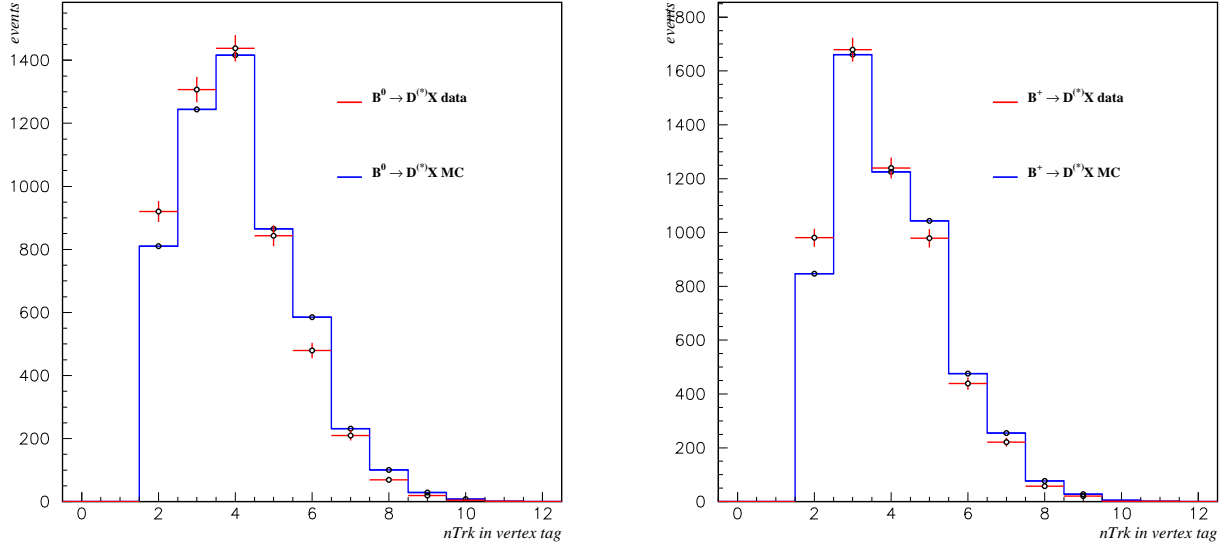 events
1400
1200
1000
800
600
400
200
0
0 2 4 6 8 10 12
nTrk in vertex tag
B⁰ → D⁽*⁾X data
B⁰ → D⁽*⁾X MC
events
1800
1600
1400
1200
1000
800
600
400
200
0
0 2 4 6 8 10 12
nTrk in vertex tag
B⁺ → D⁽*⁾X data
B⁺ → D⁽*⁾X MC